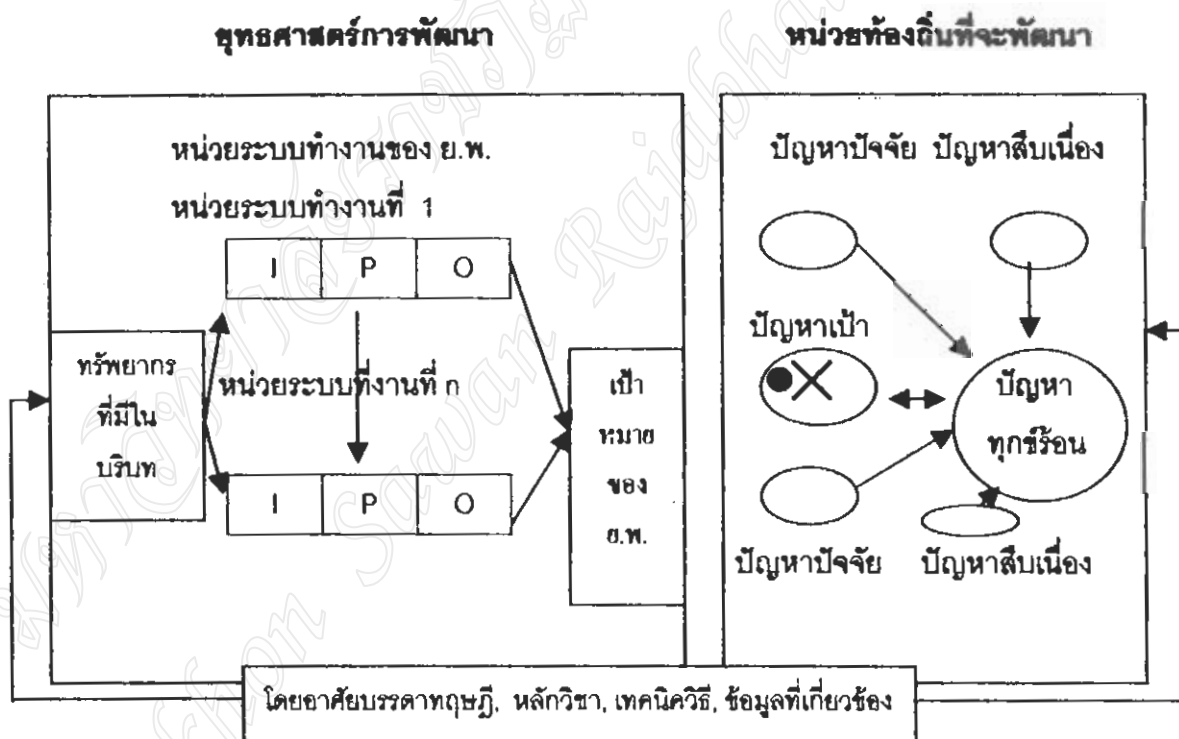 ยุทธศาสตร์การพัฒนา
หน่วยท้องถิ่นที่จะพัฒนา
หน่วยระบบทำงานของ ย.พ.
หน่วยระบบทำงานที่ 1
I P O
ทรัพยากร
ที่มีใน
บริบท
หน่วยระบบที่งานที่ n
I P O
เป้า
หมาย
ของ
ย.พ.
ปัญหาปัจจัย ปัญหาสืบเนื่อง
ปัญหาเป้า
ปัญหา
ทุกข์ร้อน
ปัญหาปัจจัย ปัญหาสืบเนื่อง
โดยอาศัยบรรดาทฤษฎี, หลักวิชา, เทคนิควิธี, ข้อมูลที่เกี่ยวข้อง